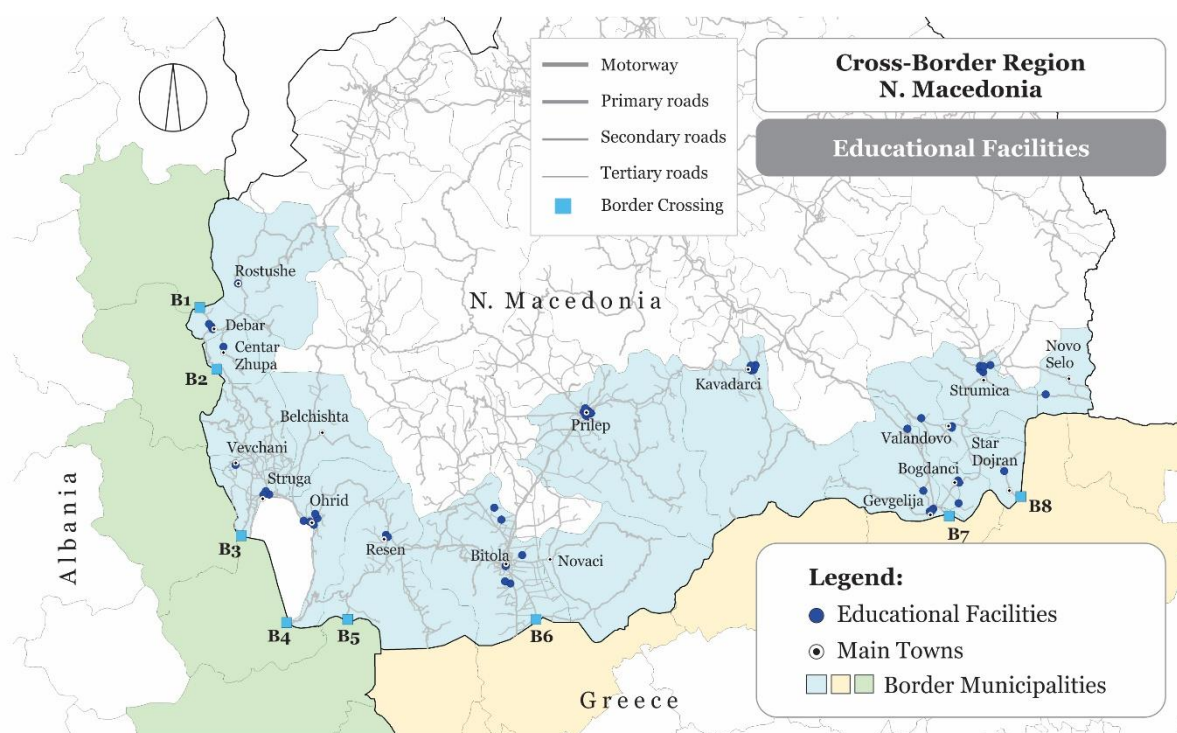 Motorway
Primary roads
Secondary roads
Tertiary roads
Border Crossing
Cross-Border Region
N. Macedonia
Educational Facilities
Rostushe
B1
N. Macedonia
Debar
Centar
Zhupa
B2
Novo
Selo
Kavadarci
Strumica
Belchishta
Prilep
Valandovo
Star
Dojran
Vevchani
Bogdanci
Struga
Ohrid
Gevgelija
B8
Albania
B3
Resen
Bitola
Novaci
B7
B4
B5
B6
Greece
Legend:
Educational Facilities
Main Towns
Border Municipalities